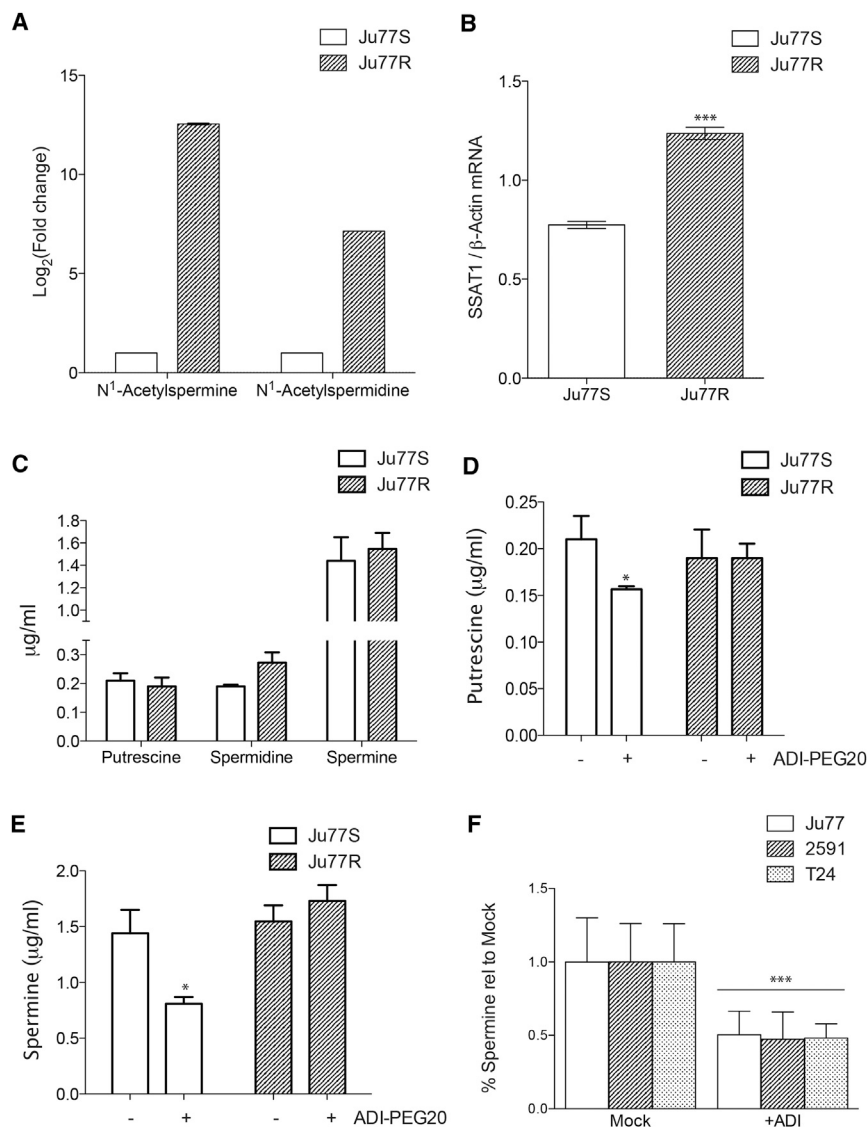 A
Ju77S
Ju77R
15
10
5
0
Log₂(Fold change)
N¹-Acetylspermine N¹-Acetylspermidine
B
Ju77S
Ju77R
1.5
1.0
0.5
0.0
SSAT1 / β-Actin mRNA
***
Ju77S Ju77R
C
Ju77S
Ju77R
1.8
1.6
1.4
1.2
1.0
0.3
0.2
0.1
0.0
µg/ml
Putrescine Spermidine Spermine
D
Ju77S
Ju77R
0.25
0.20
0.15
0.10
0.05
0.00
Putrescine (µg/ml)
*
- + - + ADI-PEG20
E
Ju77S
Ju77R
2.0
1.5
1.0
0.5
0.0
Spermine (µg/ml)
*
- + - + ADI-PEG20
F
Ju77
2591
T24
1.5
1.0
0.5
0.0
% Spermine rel to Mock
***
Mock +ADI